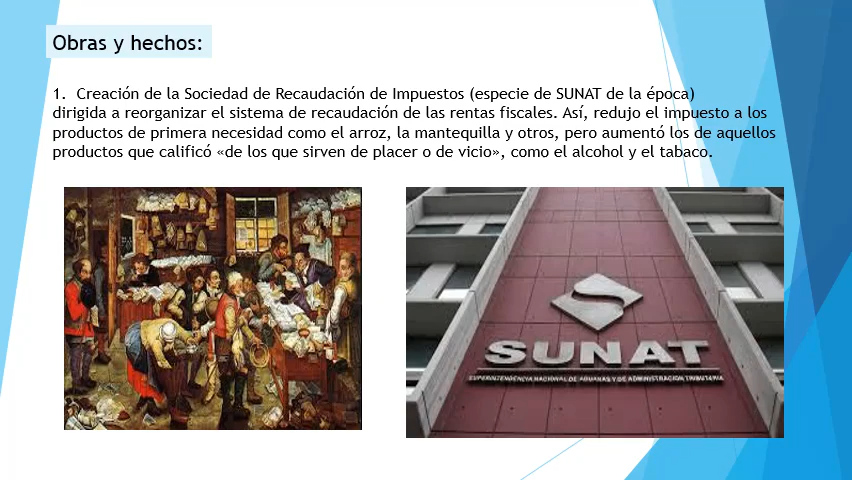 Obras y hechos:
1. Creación de la Sociedad de Recaudación de Impuestos (especie de SUNAT de la época)
dirigida a reorganizar el sistema de recaudación de las rentas fiscales. Así, redujo el impuesto a los
productos de primera necesidad como el arroz, la mantequilla y otros, pero aumentó los de aquellos
productos que calificó «de los que sirven de placer o de vicio», como el alcohol y el tabaco.
SUNAT
SUPERINTENDENCIA NACIONAL DE ADUANAS Y DE ADMINISTRACIÓN TRIBUTARIA